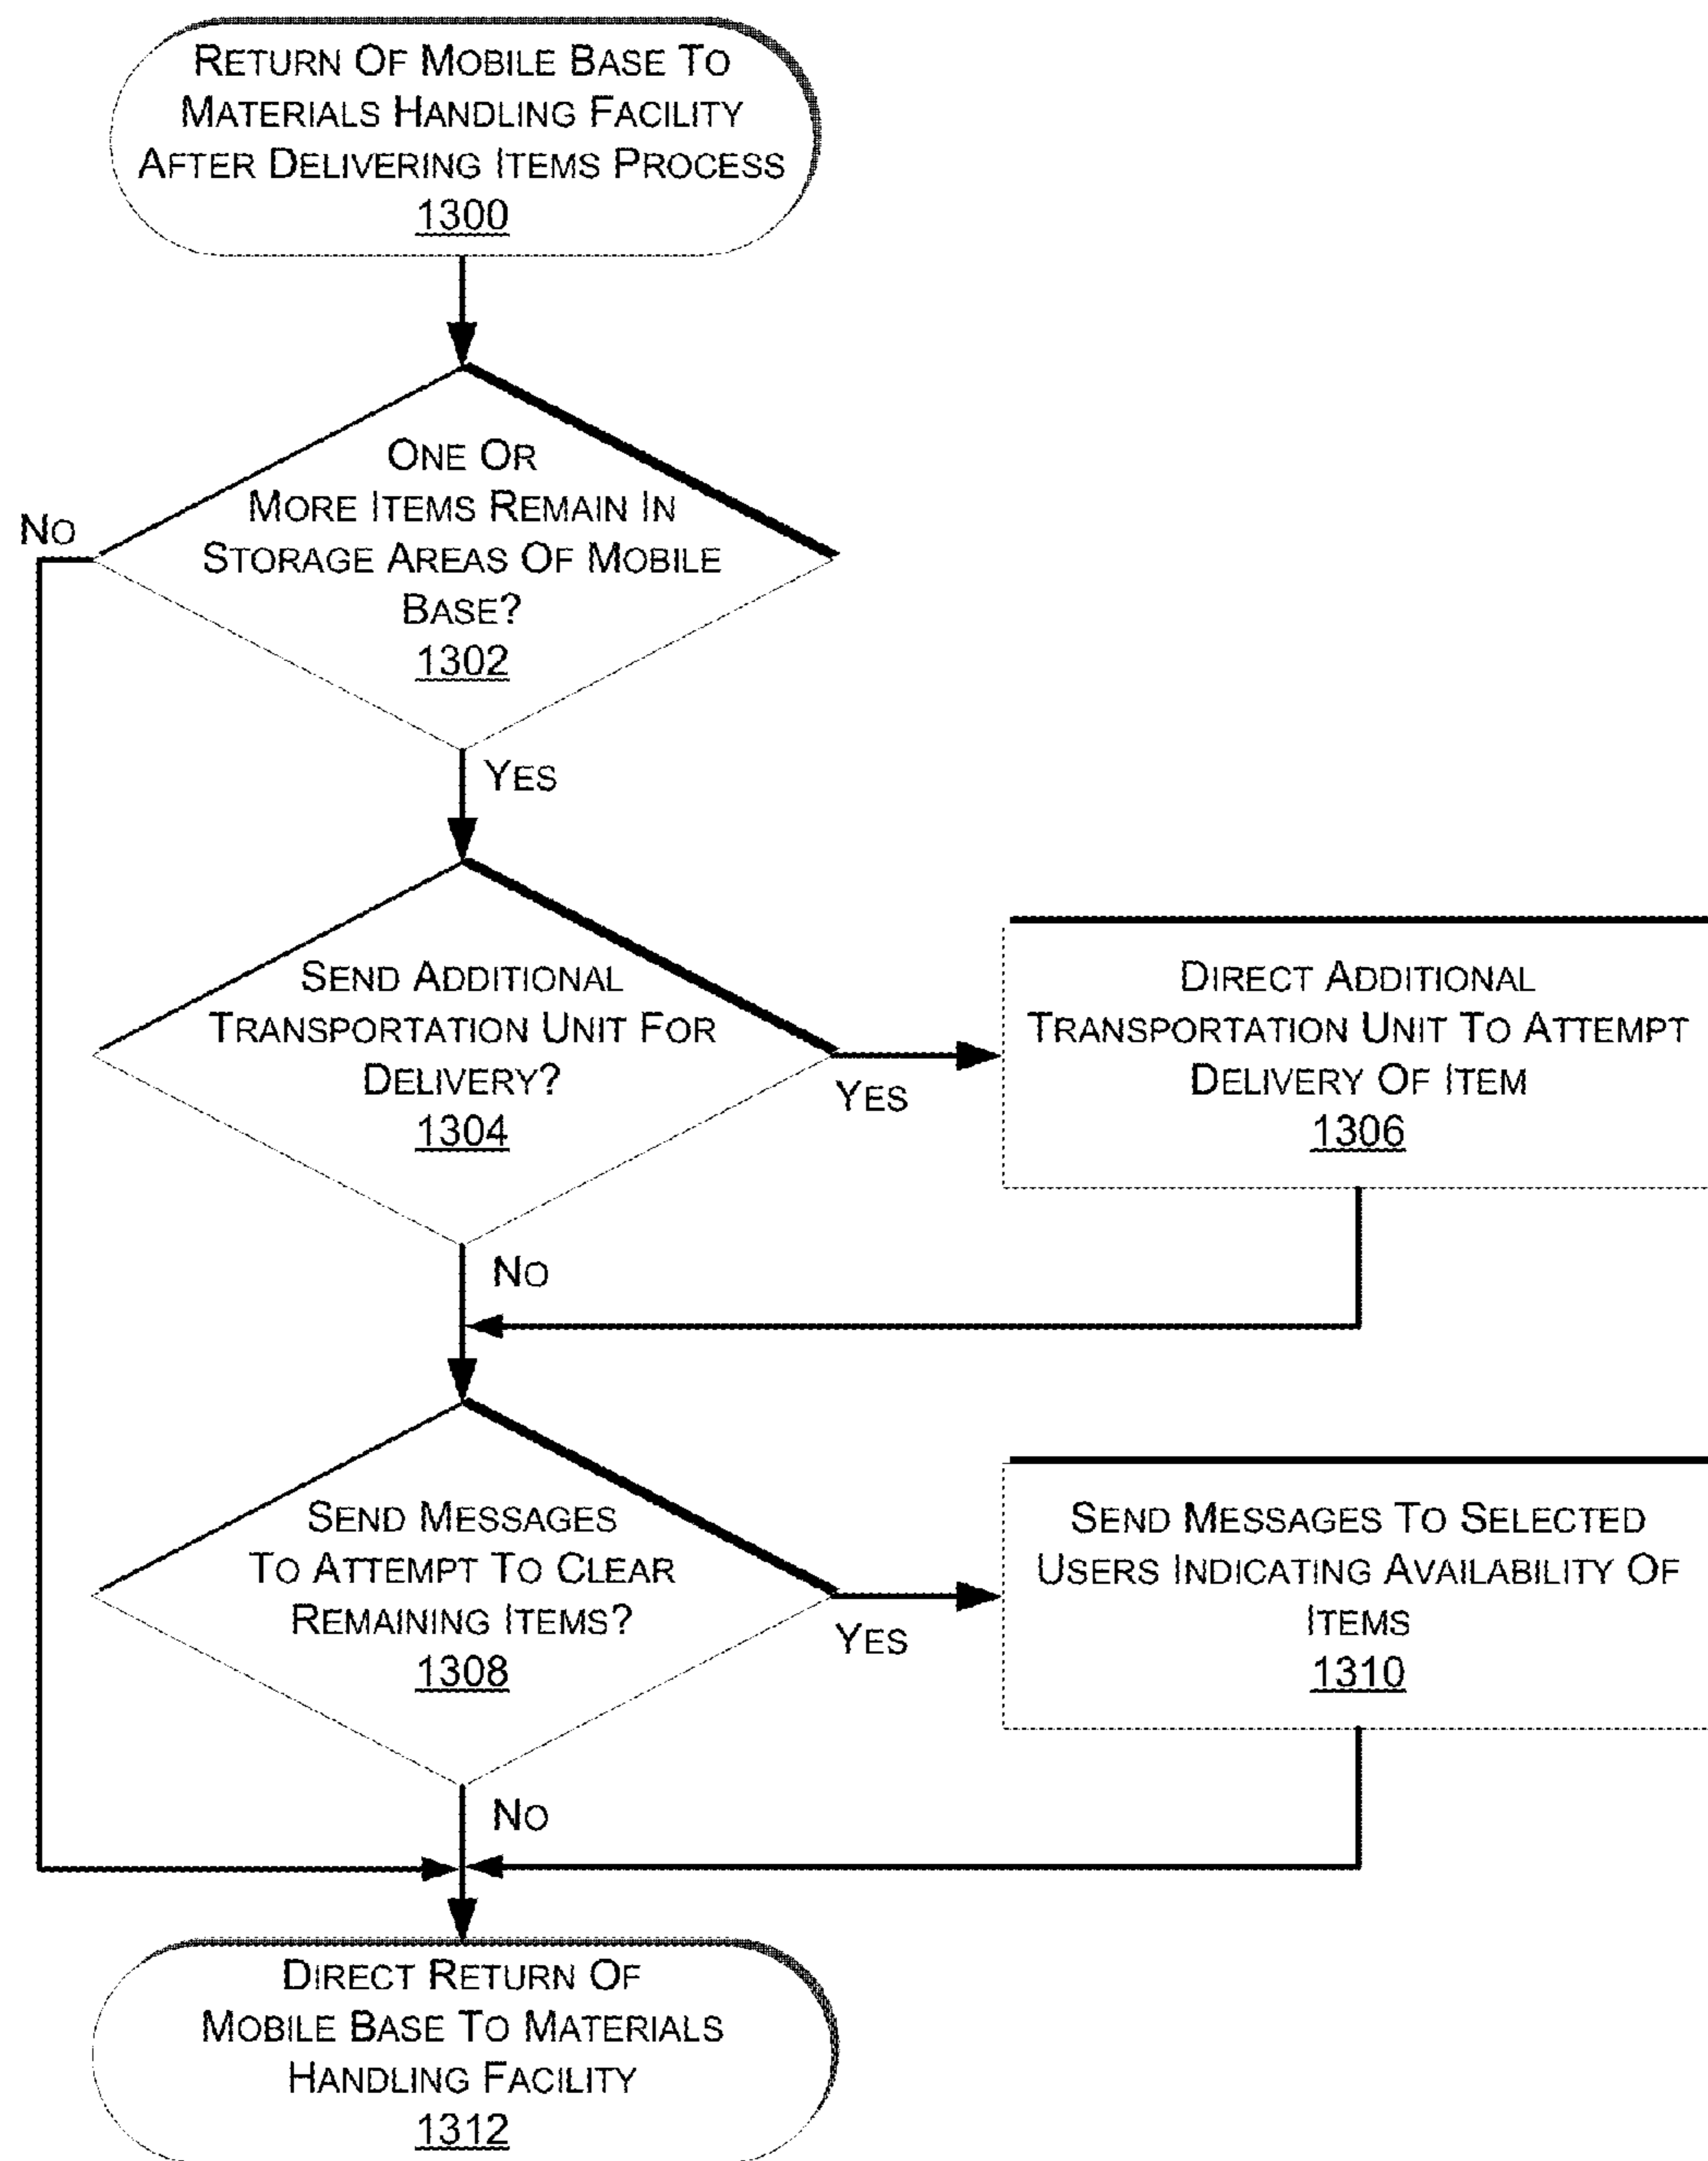 RETURN OF MOBILE BASE TO
MATERIALS HANDLING FACILITY
AFTER DELIVERING ITEMS PROCESS
1300
ONE OR
MORE ITEMS REMAIN IN
STORAGE AREAS OF MOBILE
BASE?
1302
NO
YES
SEND ADDITIONAL
TRANSPORTATION UNIT FOR
DELIVERY?
1304
YES
DIRECT ADDITIONAL
TRANSPORTATION UNIT TO ATTEMPT
DELIVERY OF ITEM
1306
NO
SEND MESSAGES
TO ATTEMPT TO CLEAR
REMAINING ITEMS?
1308
YES
SEND MESSAGES TO SELECTED
USERS INDICATING AVAILABILITY OF
ITEMS
1310
NO
DIRECT RETURN OF
MOBILE BASE TO MATERIALS
HANDLING FACILITY
1312